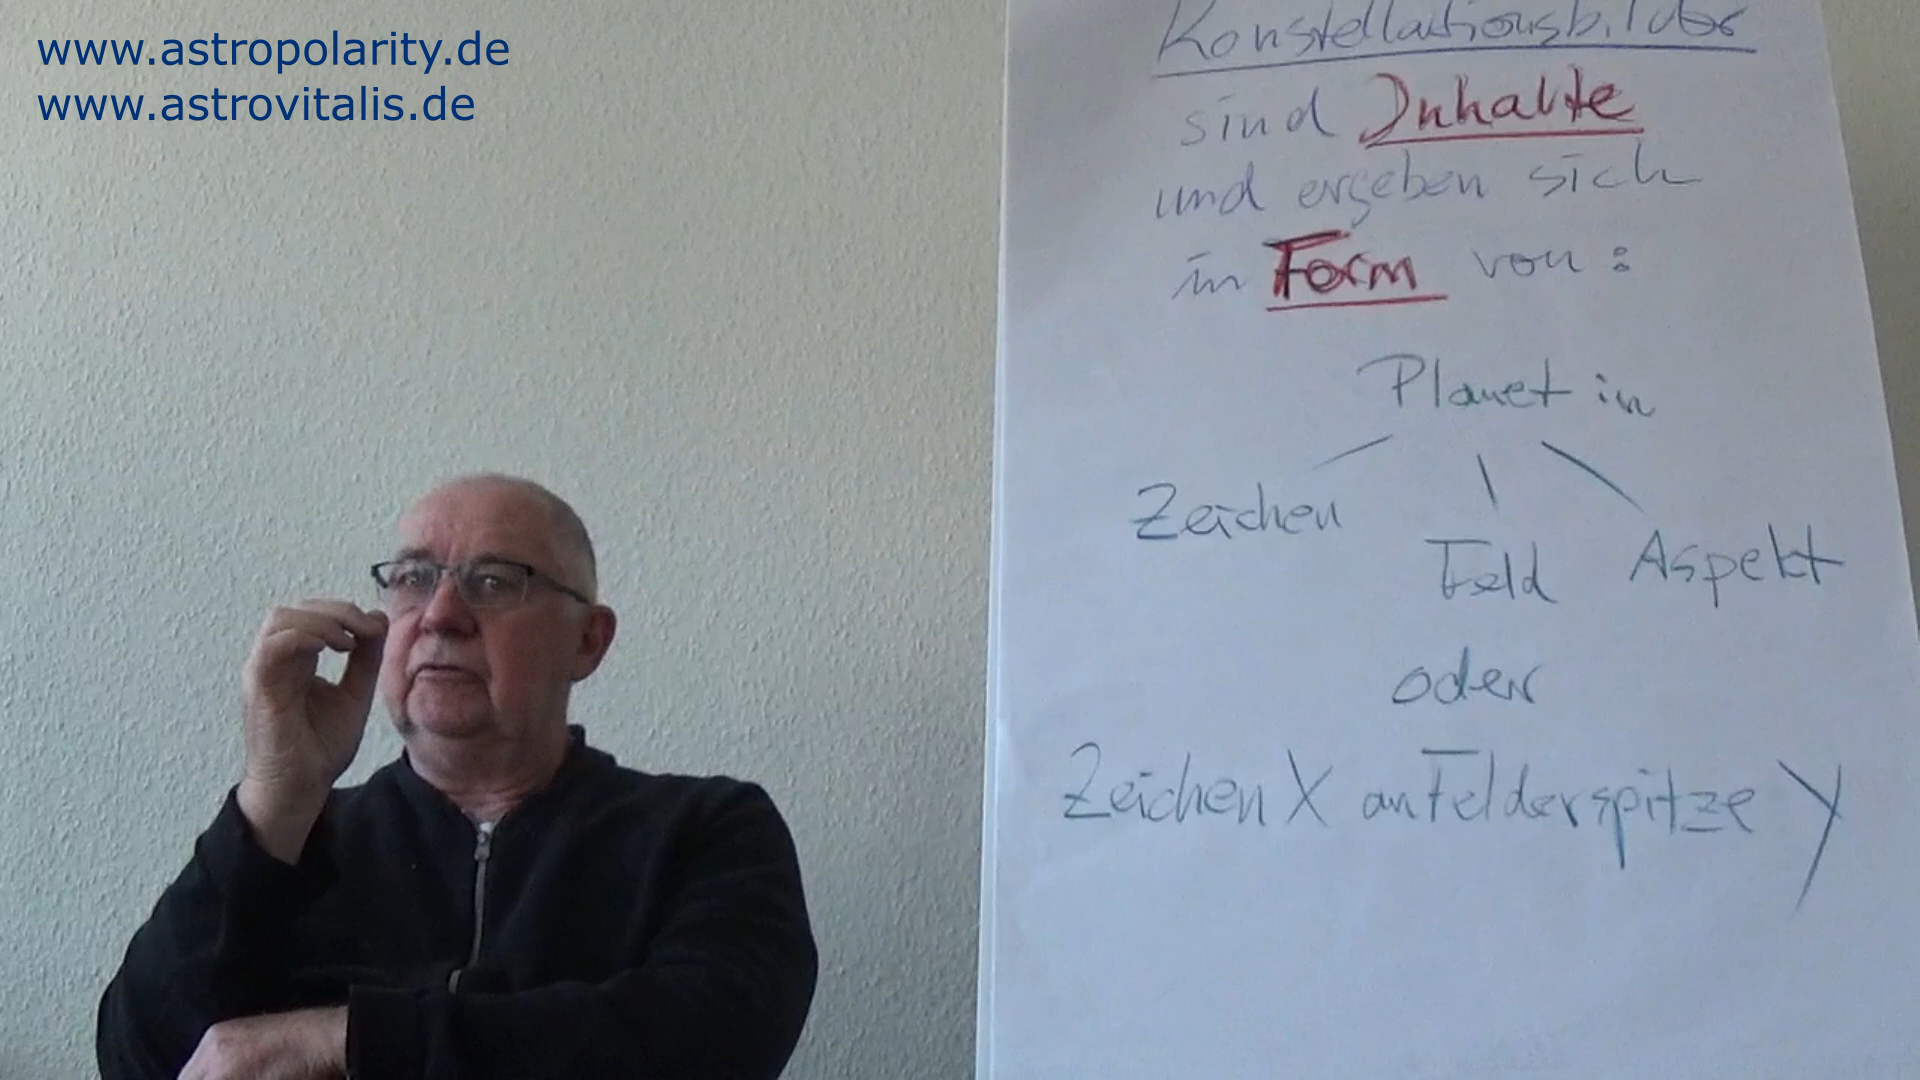 www.astropolarity.de
www.astrovitalis.de
Konstellationsbilder
sind Inhalte
und ergeben sich
in Form von:
Planet in
Zeichen
Feld
Aspekt
oder
Zeichen X an Felderspitze Y